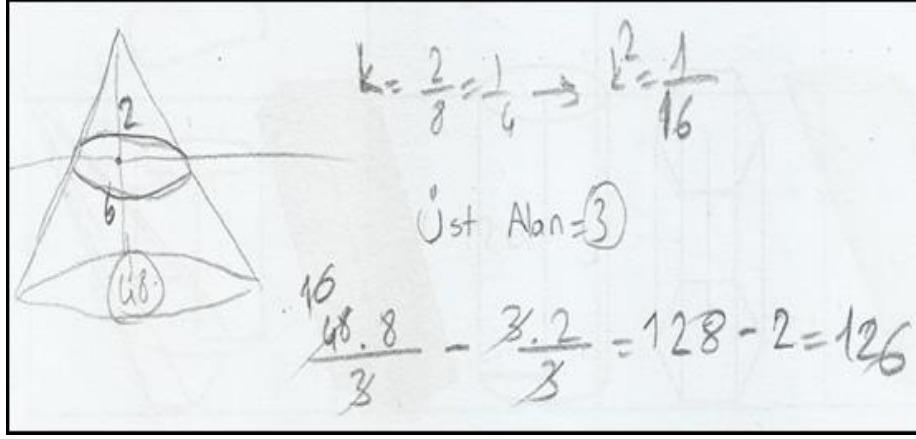 2
6
48
k = 2/8 = 1/4 → k² = 1/16
Üst Alan = 3
16
48.8/3 - 3.2/3 = 128 - 2 = 126